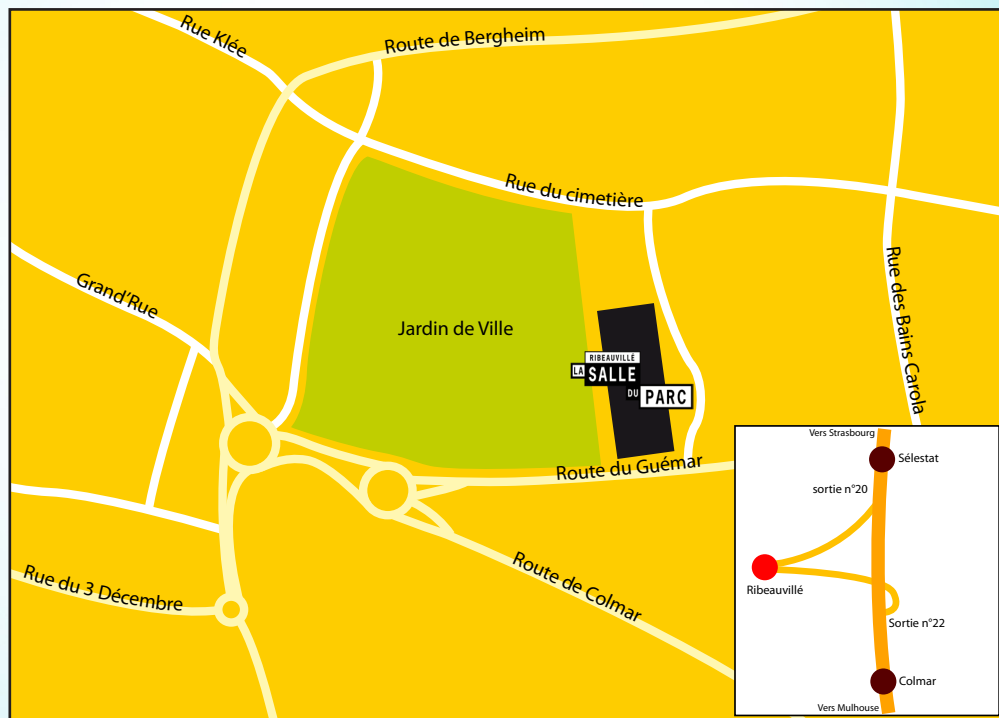 Rue Klée
Route de Bergheim
Rue du cimetière
Grand'Rue
Jardin de Ville
Rue des Bains Carola
RIBEAUVILLÉ
LA SALLE
DU PARC
Route du Guémar
Rue du 3 Décembre
Route de Colmar
Vers Strasbourg
Sélestat
sortie n°20
Ribeauvillé
Sortie n°22
Colmar
Vers Mulhouse